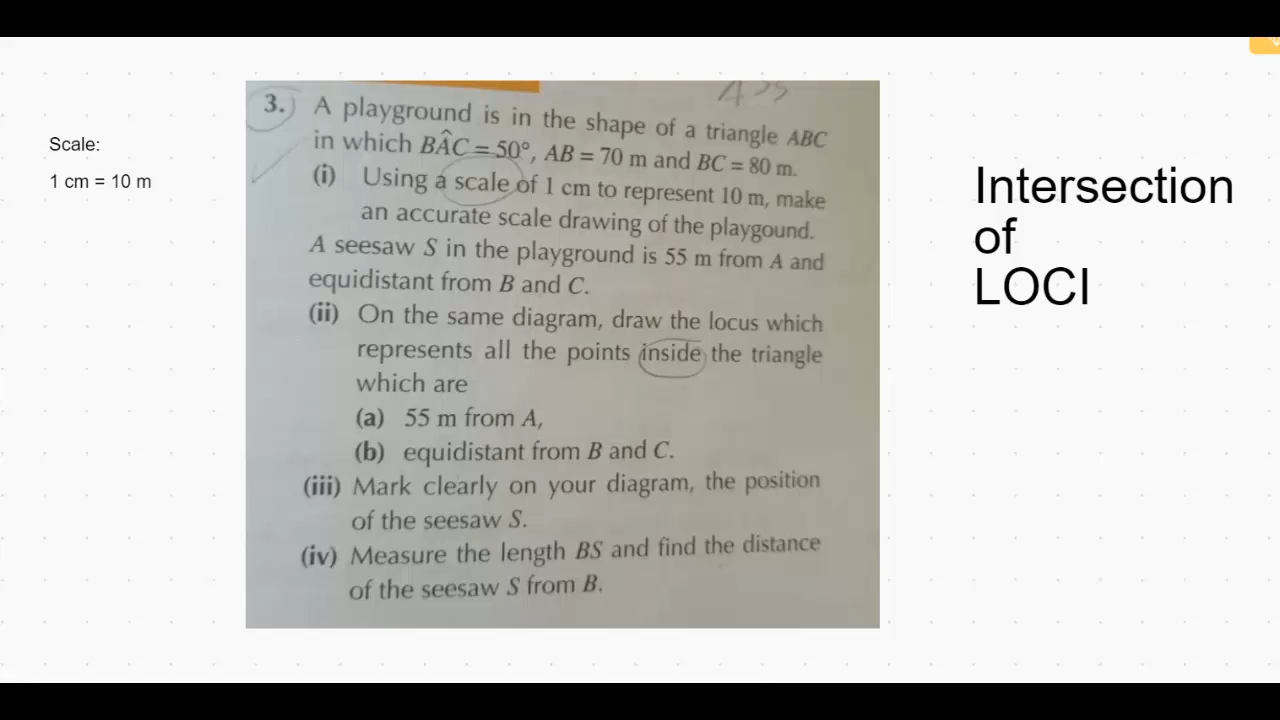 Scale:
1 cm = 10 m
3. A playground is in the shape of a triangle ABC
in which BÂC = 50°, AB = 70 m and BC = 80 m.
(i) Using a scale of 1 cm to represent 10 m, make
an accurate scale drawing of the playgound.
A seesaw S in the playground is 55 m from A and
equidistant from B and C.
(ii) On the same diagram, draw the locus which
represents all the points inside the triangle
which are
(a) 55 m from A,
(b) equidistant from B and C.
(iii) Mark clearly on your diagram, the position
of the seesaw S.
(iv) Measure the length BS and find the distance
of the seesaw S from B.
Intersection
of
LOCI